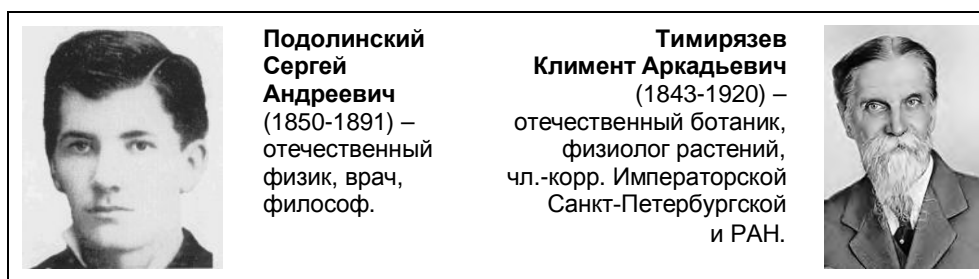 Подолинский
Сергей
Андреевич
(1850-1891) –
отечественный
физик, врач,
философ.
Тимирязев
Климент Аркадьевич
(1843-1920) –
отечественный ботаник,
физиолог растений,
чл.-корр. Императорской
Санкт-Петербургской
и РАН.